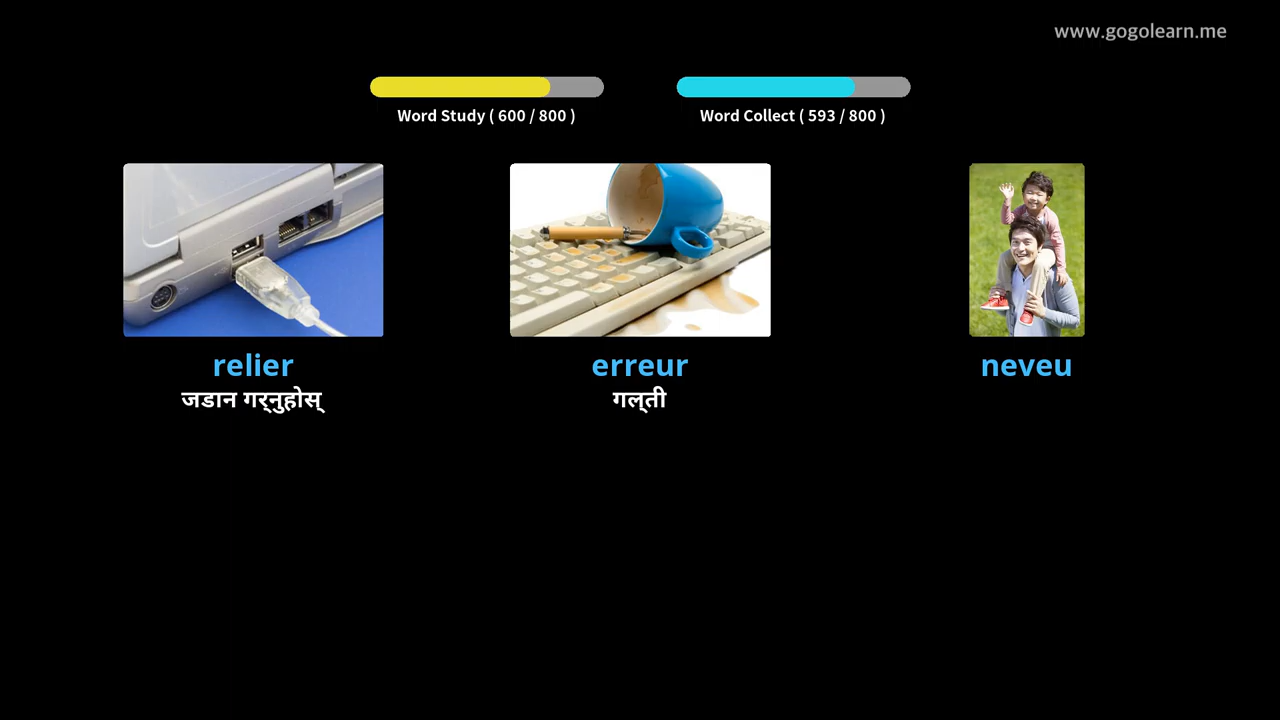 www.gogolearn.me
Word Study ( 600 / 800 )
Word Collect ( 593 / 800 )
relier
erreur
neveu
जडान गर्‍नुहोस्
गल्ती